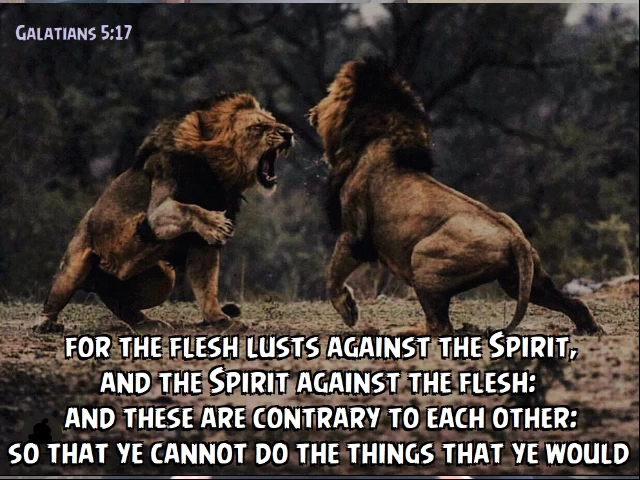 Galatians 5:17
for the flesh lusts against the Spirit,
and the Spirit against the flesh:
and these are contrary to each other:
so that ye cannot do the things that ye would